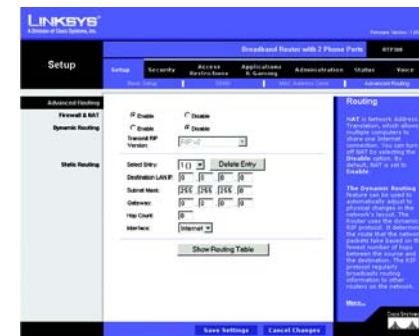 LINKSYS®
A Division of Cisco Systems, Inc.
Firmware Version: 1.00
Broadband Router with 2 Phone Ports RTP300
Setup
Setup Security Access Restrictions Applications & Gaming Administration Status Voice
Basic Setup DDNS MAC Address Clone Advanced Routing
Advanced Routing
Firewall & NAT
Enable Disable
Dynamic Routing
Enable Disable
Transmit RIP Version: RIPv2
Static Routing
Select Entry: 1 () Delete Entry
Destination LAN IP: 0 . 0 . 0 . 0
Subnet Mask: 255 . 255 . 255 . 0
Gateway: 0 . 0 . 0 . 0
Hop Count: 0
Interface: Internet
Show Routing Table
Routing
NAT is Network Address
Translation, which allows
multiple computers to
share one Internet
connection. You can turn
off NAT by selecting the
Disable option. By
default, NAT is set to
Enable.
The Dynamic Routing
feature can be used to
automatically adjust to
physical changes in the
network's layout. The
Router uses the dynamic
RIP protocol. It determines
the route that the network
packets take based on the
fewest number of hops
between the source and
the destination. The RIP
protocol regularly
broadcasts routing
information to other
routers on the network.
More...
Save Settings Cancel Changes
Cisco Systems